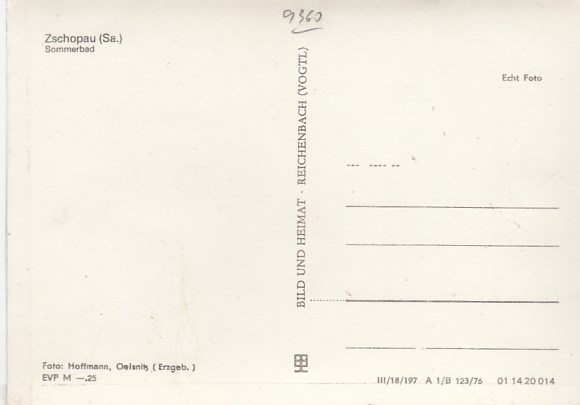 9360
Zschopau (Sa.)
Sommerbad
Echt Foto
BILD UND HEIMAT · REICHENBACH (VOGTL)
Foto: Hoffmann, Oelsnitz ( Erzgeb. )
EVP M —.25
III/18/197 A 1/B 123/76 01 14 20 014